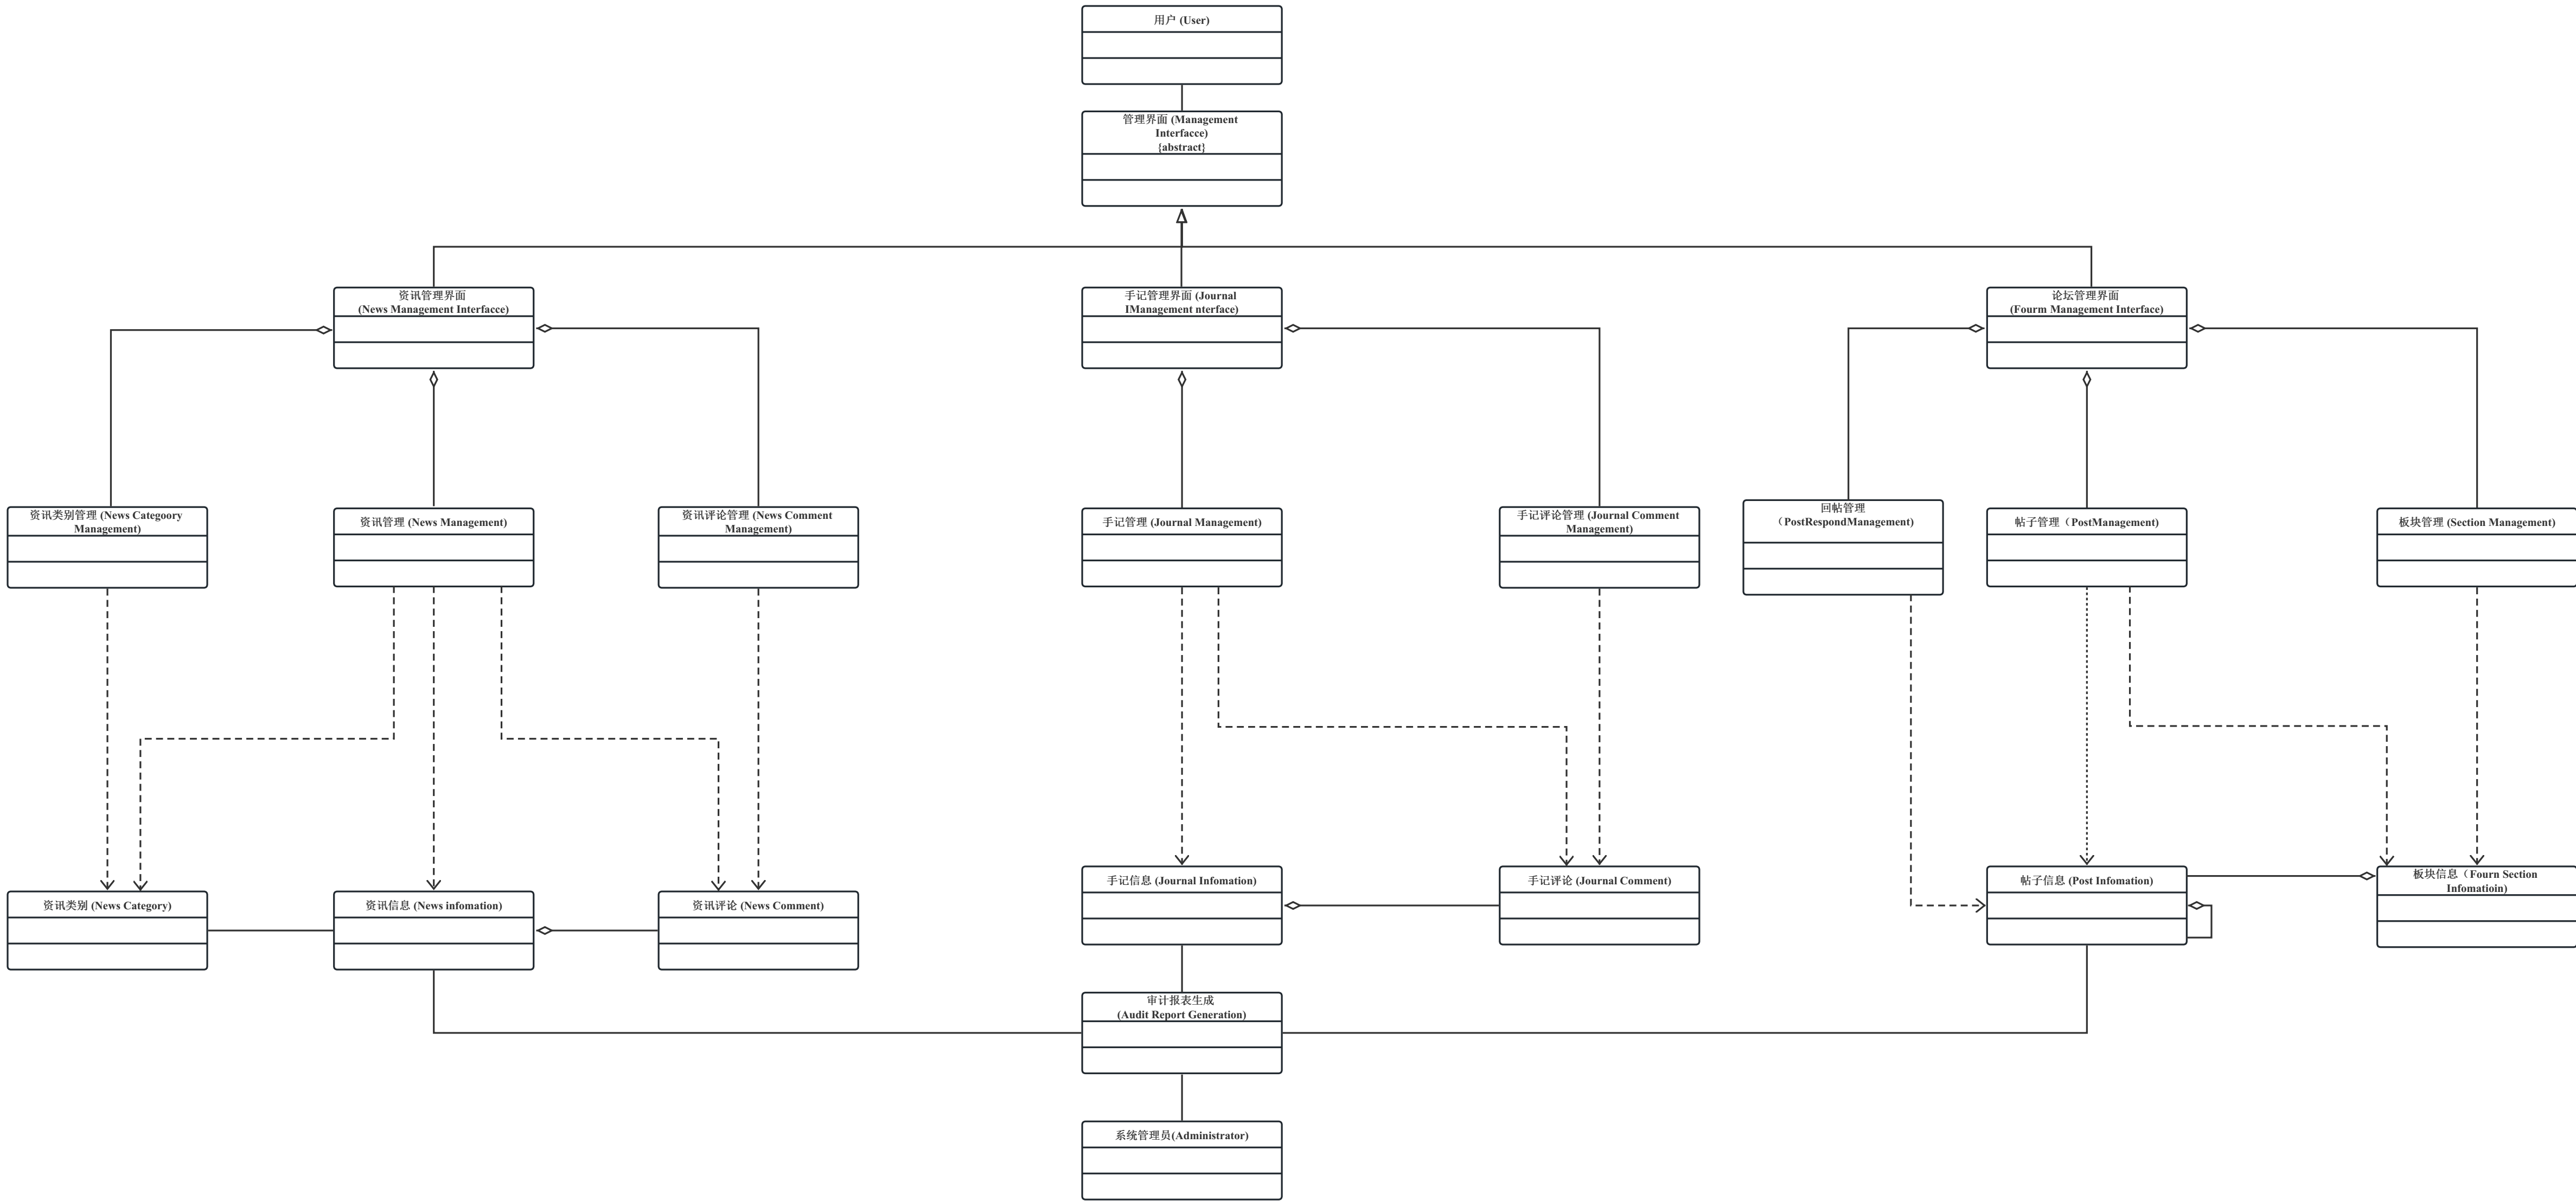 用户 (User)
管理界面 (Management
Interfacce)
{abstract}
资讯管理界面
(News Management Interfacce)
手记管理界面 (Journal
IManagement nterface)
论坛管理界面
(Fourm Management Interface)
资讯类别管理 (News Categoory
Management)
资讯管理 (News Management)
资讯评论管理 (News Comment
Management)
手记管理 (Journal Management)
手记评论管理 (Journal Comment
Management)
回帖管理
（PostRespondManagement)
帖子管理（PostManagement)
板块管理 (Section Management)
资讯类别 (News Category)
资讯信息 (News infomation)
资讯评论 (News Comment)
手记信息 (Journal Infomation)
手记评论 (Journal Comment)
帖子信息 (Post Infomation)
板块信息（Fourn Section
Infomatioin)
审计报表生成
(Audit Report Generation)
系统管理员(Administrator)